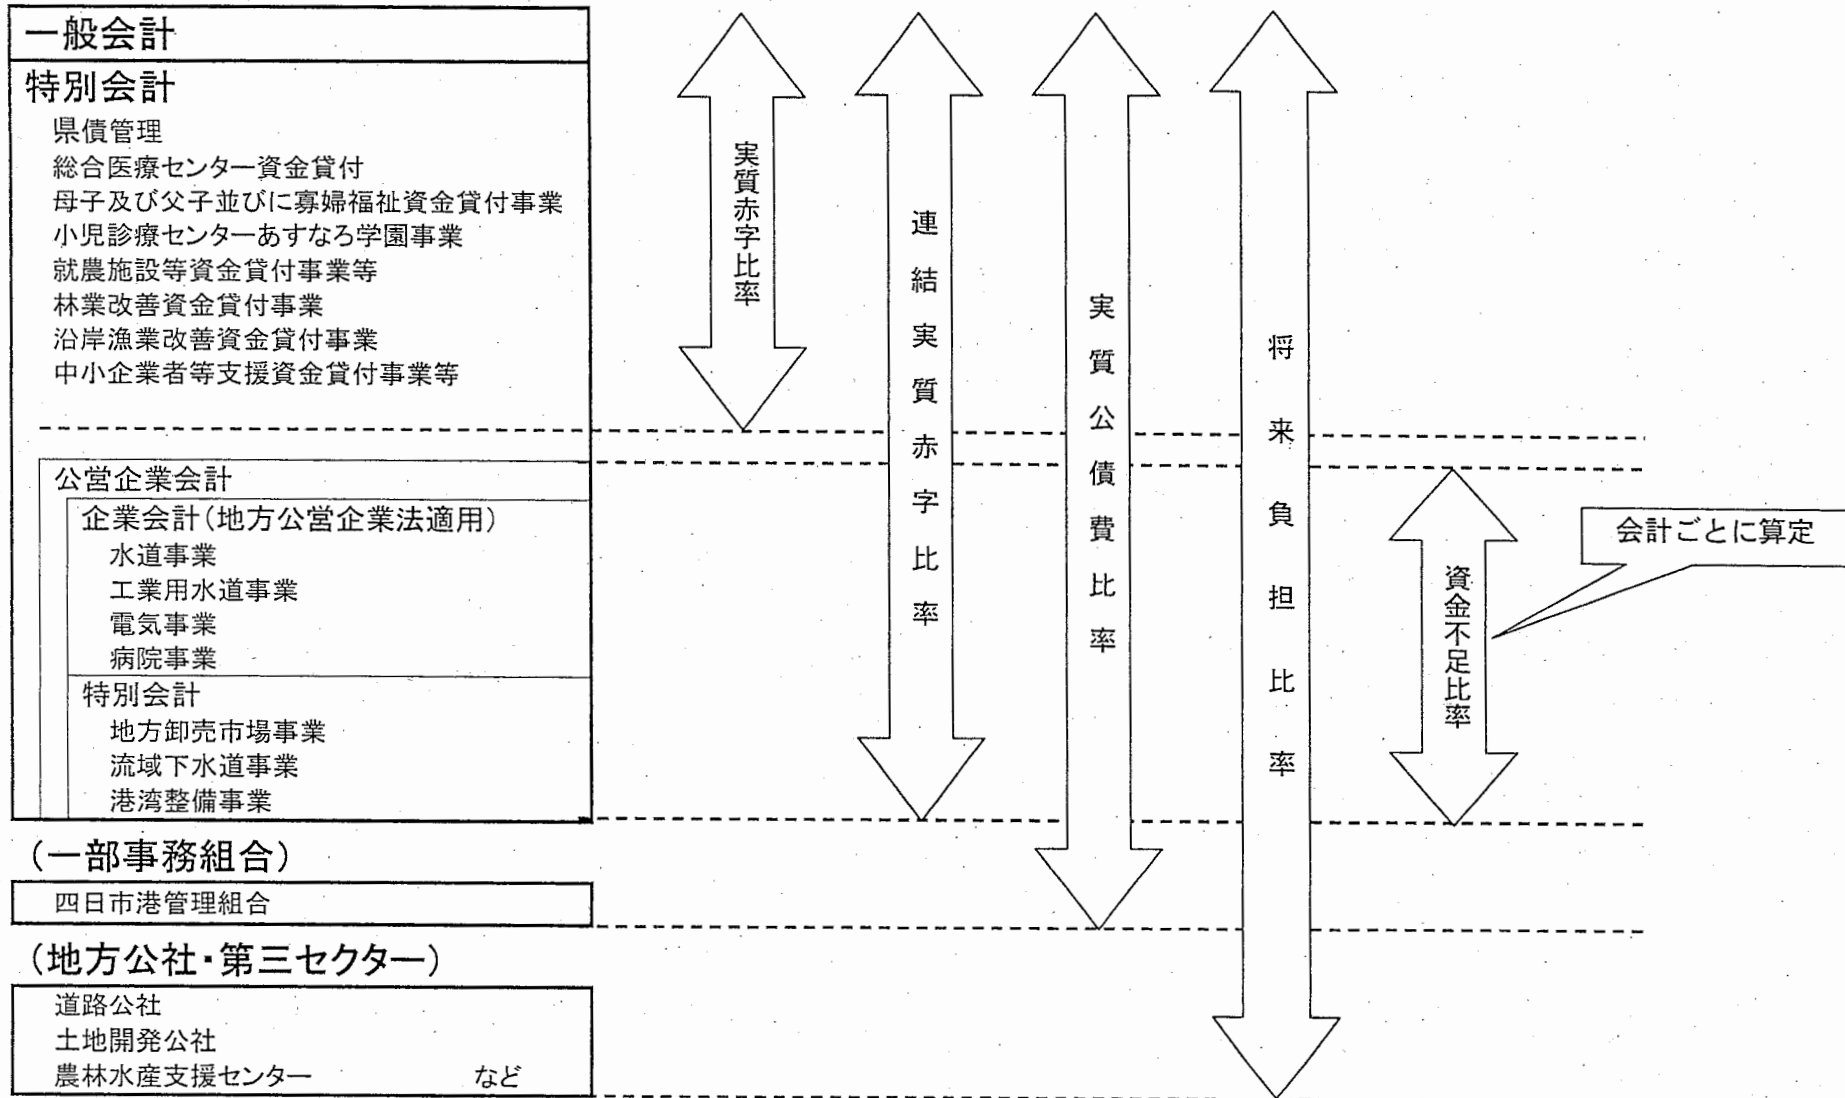 一般会計
特別会計
県債管理
総合医療センター資金貸付
母子及び父子並びに寡婦福祉資金貸付事業
小児診療センターあすなろ学園事業
就農施設等資金貸付事業等
林業改善資金貸付事業
沿岸漁業改善資金貸付事業
中小企業者等支援資金貸付事業等
公営企業会計
企業会計(地方公営企業法適用)
水道事業
工業用水道事業
電気事業
病院事業
特別会計
地方卸売市場事業
流域下水道事業
港湾整備事業
(一部事務組合)
四日市港管理組合
(地方公社・第三セクター)
道路公社
土地開発公社
農林水産支援センター など
実質赤字比率
連結実質赤字比率
実質公債費比率
将来負担比率
資金不足比率
会計ごとに算定